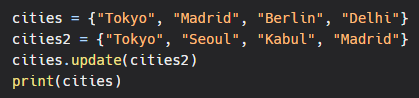 cities = {"Tokyo", "Madrid", "Berlin", "Delhi"}
cities2 = {"Tokyo", "Seoul", "Kabul", "Madrid"}
cities.update(cities2)
print(cities)